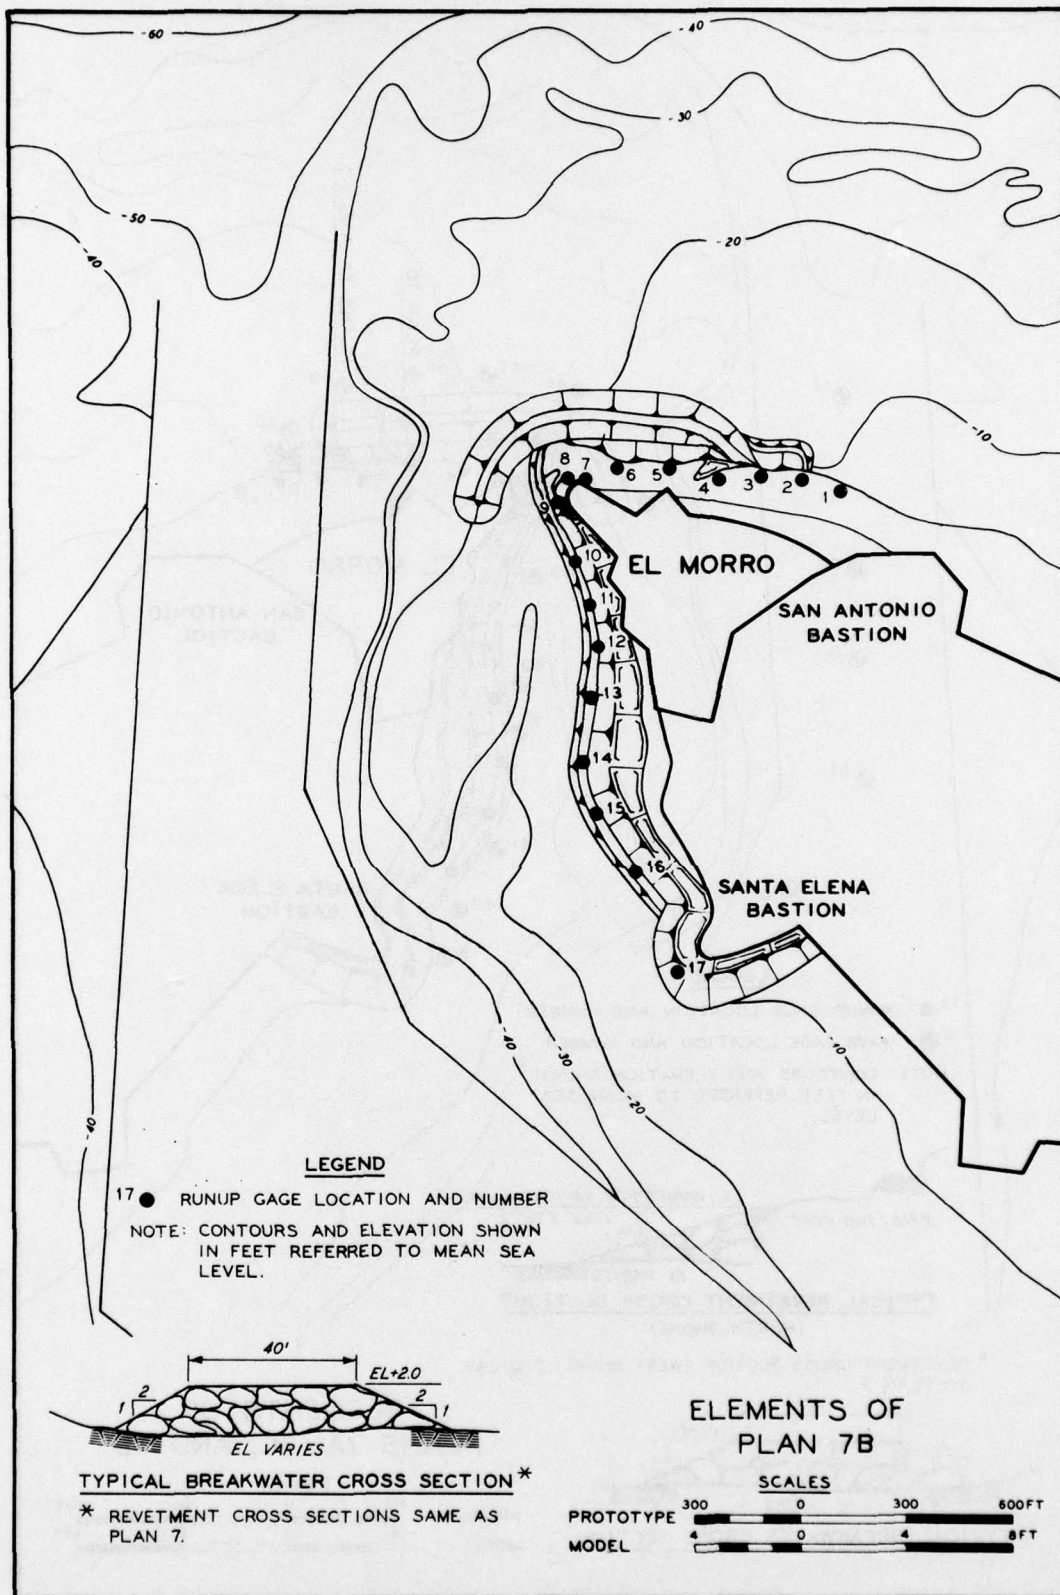 -60
-40
-30
-50
-40
-20
-10
8 7 6 5 4 3 2 1
9
10
EL MORRO
11
SAN ANTONIO
BASTION
12
13
14
15
16
SANTA ELENA
BASTION
17
-40
-30
-20
-10
-40
LEGEND
17 ● RUNUP GAGE LOCATION AND NUMBER
NOTE: CONTOURS AND ELEVATION SHOWN
IN FEET REFERRED TO MEAN SEA
LEVEL.
40'
EL+2.0
2
1
2
1
EL VARIES
TYPICAL BREAKWATER CROSS SECTION*
* REVETMENT CROSS SECTIONS SAME AS
PLAN 7.
ELEMENTS OF
PLAN 7B
SCALES
300 0 300 600FT
PROTOTYPE
4 0 4 8FT
MODEL